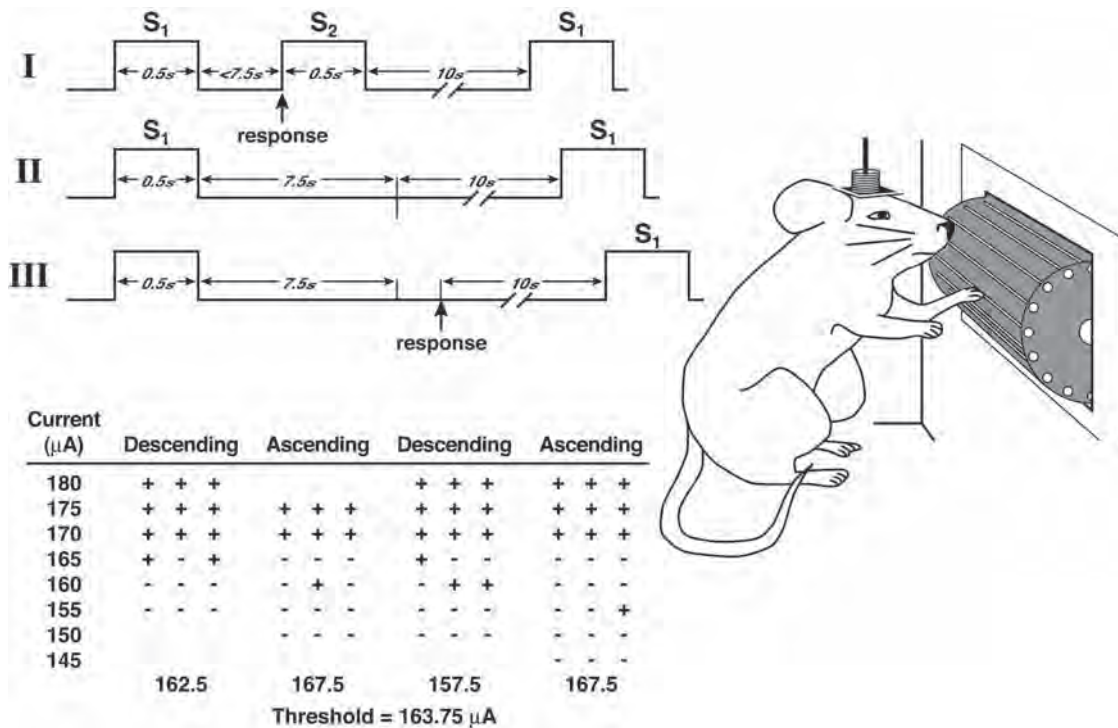 S1 S2 S1
I 0.5s <7.5s 0.5s 10s
response
S1 S1
II 0.5s 7.5s 10s
S1
III 0.5s 7.5s 10s
response
Current
(μA) Descending Ascending Descending Ascending
180 + + + + + + + + +
175 + + + + + + + + + + + +
170 + + + + + + + + + + + +
165 + - + - - - + - - - - -
160 - - - - + - - + + - - -
155 - - - - - - - - - - - +
150 - - - - - - - - -
145 - - -
162.5 167.5 157.5 167.5
Threshold = 163.75 μA